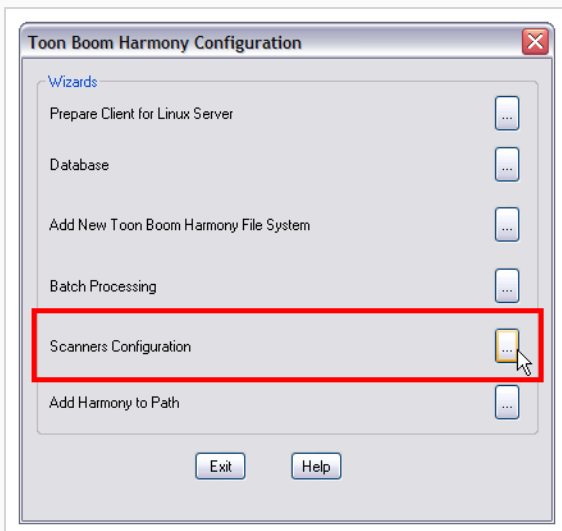 Toon Boom Harmony Configuration
Wizards
Prepare Client for Linux Server ...
Database ...
Add New Toon Boom Harmony File System ...
Batch Processing ...
Scanners Configuration ...
Add Harmony to Path ...
Exit Help